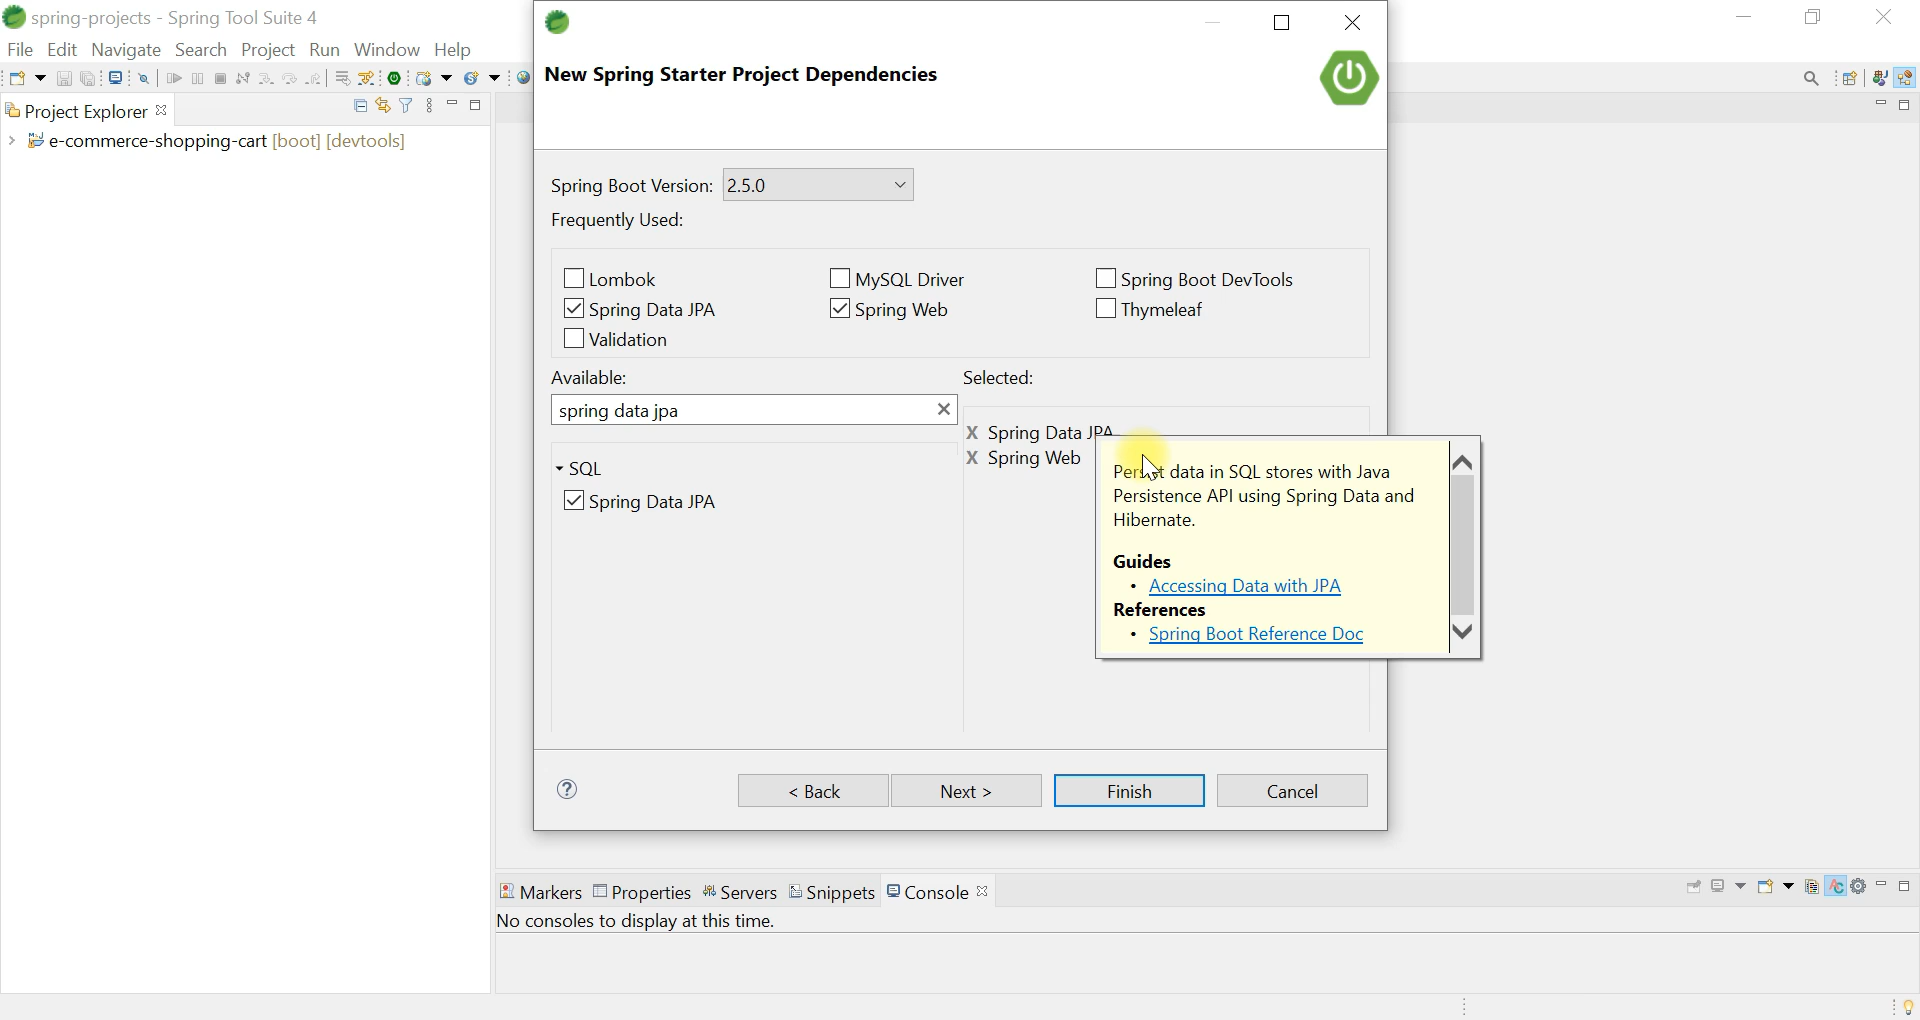 spring-projects - Spring Tool Suite 4
File Edit Navigate Search Project Run Window Help
Project Explorer
e-commerce-shopping-cart [boot] [devtools]
New Spring Starter Project Dependencies
Spring Boot Version: 2.5.0
Frequently Used:
Lombok MySQL Driver Spring Boot DevTools
Spring Data JPA Spring Web Thymeleaf
Validation
Available: Selected:
spring data jpa
X Spring Data JPA
X Spring Web
SQL
Spring Data JPA
Persist data in SQL stores with Java
Persistence API using Spring Data and
Hibernate.
Guides
• Accessing Data with JPA
References
• Spring Boot Reference Doc
< Back Next > Finish Cancel
Markers Properties Servers Snippets Console
No consoles to display at this time.